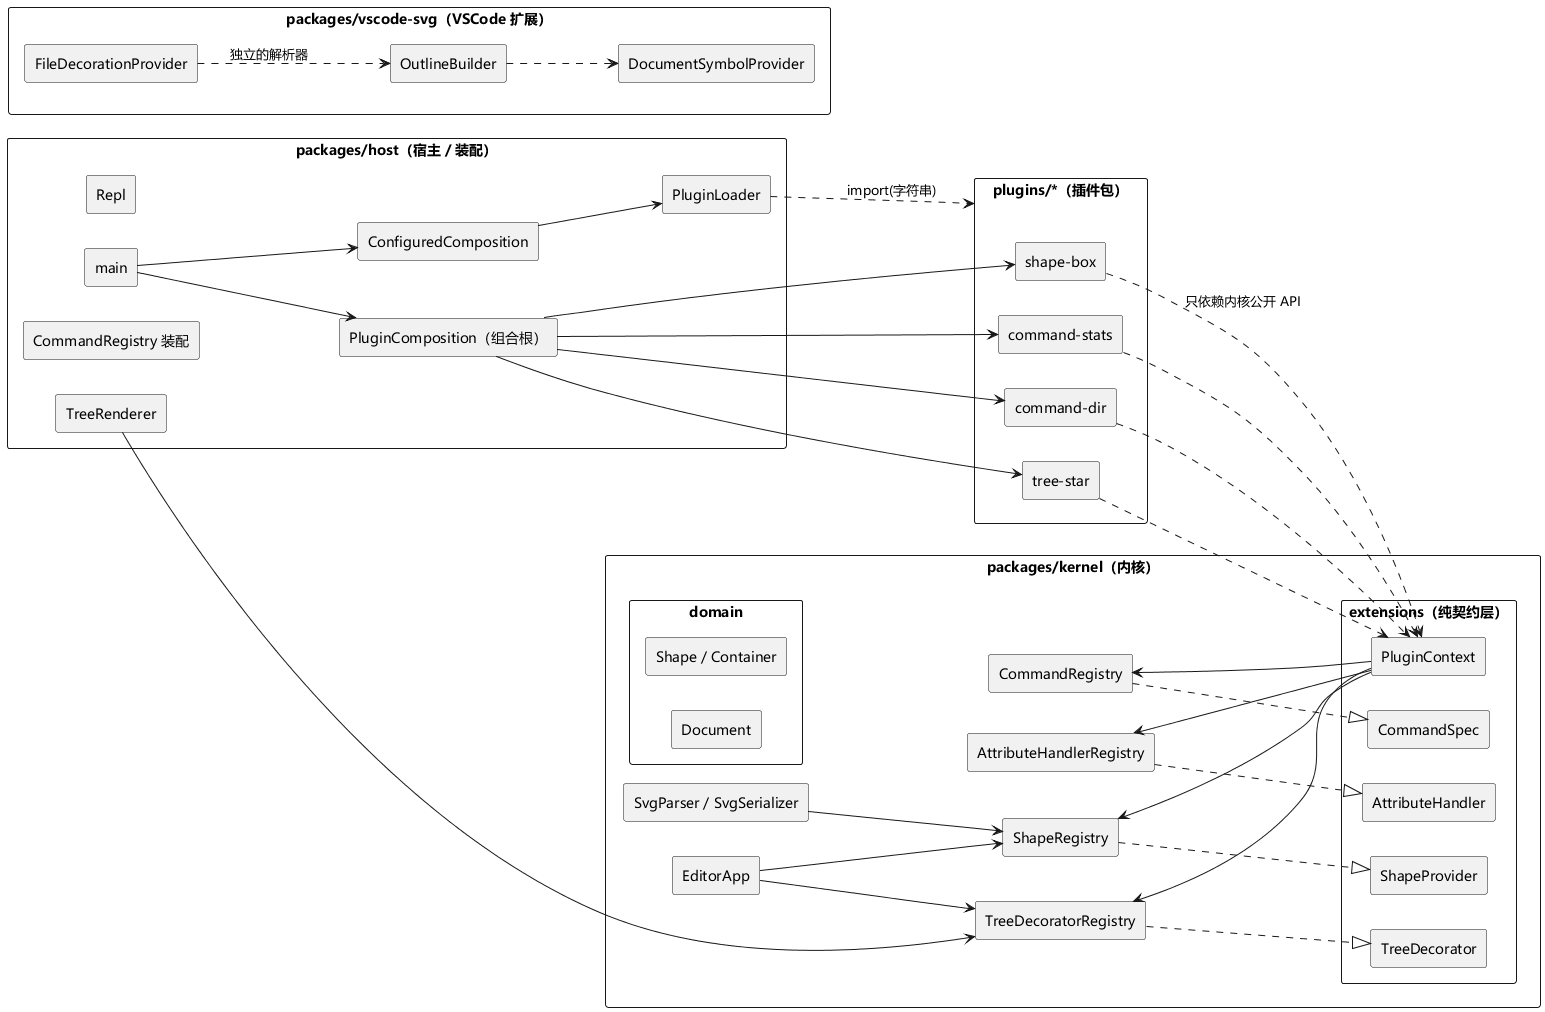 packages/vscode-svg（VSCode 扩展）
FileDecorationProvider
独立的解析器
OutlineBuilder
DocumentSymbolProvider
packages/host（宿主 / 装配）
Repl
main
CommandRegistry 装配
TreeRenderer
ConfiguredComposition
PluginComposition（组合根）
PluginLoader
import(字符串)
plugins/*（插件包）
shape-box
command-stats
command-dir
tree-star
只依赖内核公开 API
packages/kernel（内核）
domain
Shape / Container
Document
SvgParser / SvgSerializer
EditorApp
CommandRegistry
AttributeHandlerRegistry
ShapeRegistry
TreeDecoratorRegistry
extensions（纯契约层）
PluginContext
CommandSpec
AttributeHandler
ShapeProvider
TreeDecorator